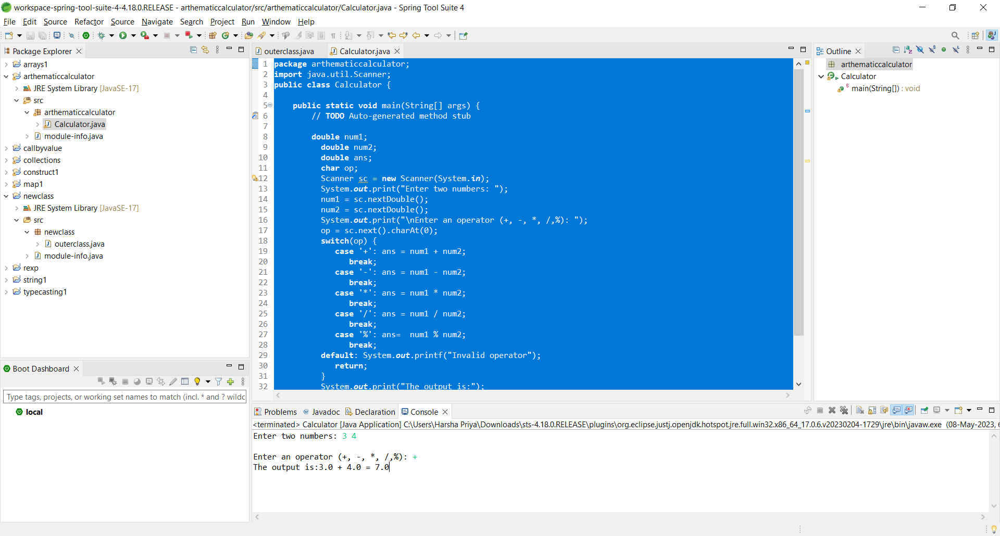 workspace-spring-tool-suite-4-4.18.0.RELEASE - arthematiccalculator/src/arthematiccalculator/Calculator.java - Spring Tool Suite 4
File Edit Source Refactor Source Navigate Search Project Run Window Help
Package Explorer
arrays1
arthematiccalculator
JRE System Library [JavaSE-17]
src
arthematiccalculator
Calculator.java
module-info.java
callbyvalue
collections
construct1
map1
newclass
JRE System Library [JavaSE-17]
src
newclass
outerclass.java
module-info.java
rexp
string1
typecasting1
Boot Dashboard
Type tags, projects, or working set names to match (incl. * and ? wildc
local
outerclass.java Calculator.java
1 package arthematiccalculator;
2 import java.util.Scanner;
3 public class Calculator {
4
5 public static void main(String[] args) {
6 // TODO Auto-generated method stub
7
8 double num1;
9 double num2;
10 double ans;
11 char op;
12 Scanner sc = new Scanner(System.in);
13 System.out.print("Enter two numbers: ");
14 num1 = sc.nextDouble();
15 num2 = sc.nextDouble();
16 System.out.print("\nEnter an operator (+, -, *, /,%): ");
17 op = sc.next().charAt(0);
18 switch(op) {
19 case '+': ans = num1 + num2;
20 break;
21 case '-': ans = num1 - num2;
22 break;
23 case '*': ans = num1 * num2;
24 break;
25 case '/': ans = num1 / num2;
26 break;
27 case '%': ans=  num1 % num2;
28 break;
29 default: System.out.printf("Invalid operator");
30 return;
31 }
32 System.out.print("The output is:");
Outline
arthematiccalculator
Calculator
main(String[]) : void
Problems @ Javadoc Declaration Console
<terminated> Calculator [Java Application] C:\Users\Harsha Priya\Downloads\sts-4.18.0.RELEASE\plugins\org.eclipse.justj.openjdk.hotspot.jre.full.win32.x86_64_17.0.6.v20230204-1729\jre\bin\javaw.exe (08-May-2023,
Enter two numbers: 3 4
Enter an operator (+, -, *, /,%): +
The output is:3.0 + 4.0 = 7.0